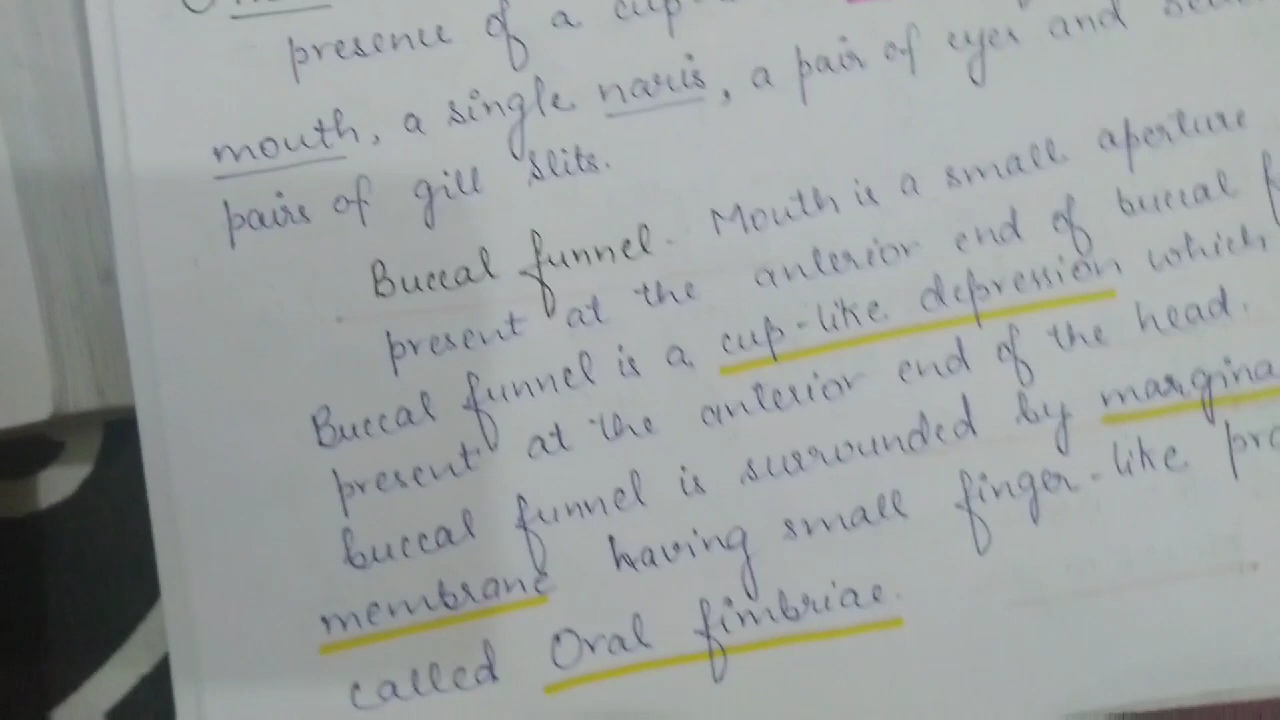 presence of a cup
mouth, a single naris, a pair of eyes and
pairs of gill slits.
Buccal funnel. Mouth is a small aperture
present at the anterior end of buccal
Buccal funnel is a cup-like depression which
present at the anterior end of the head.
buccal funnel is surrounded by
membrane having small finger-like
called Oral fimbriae.